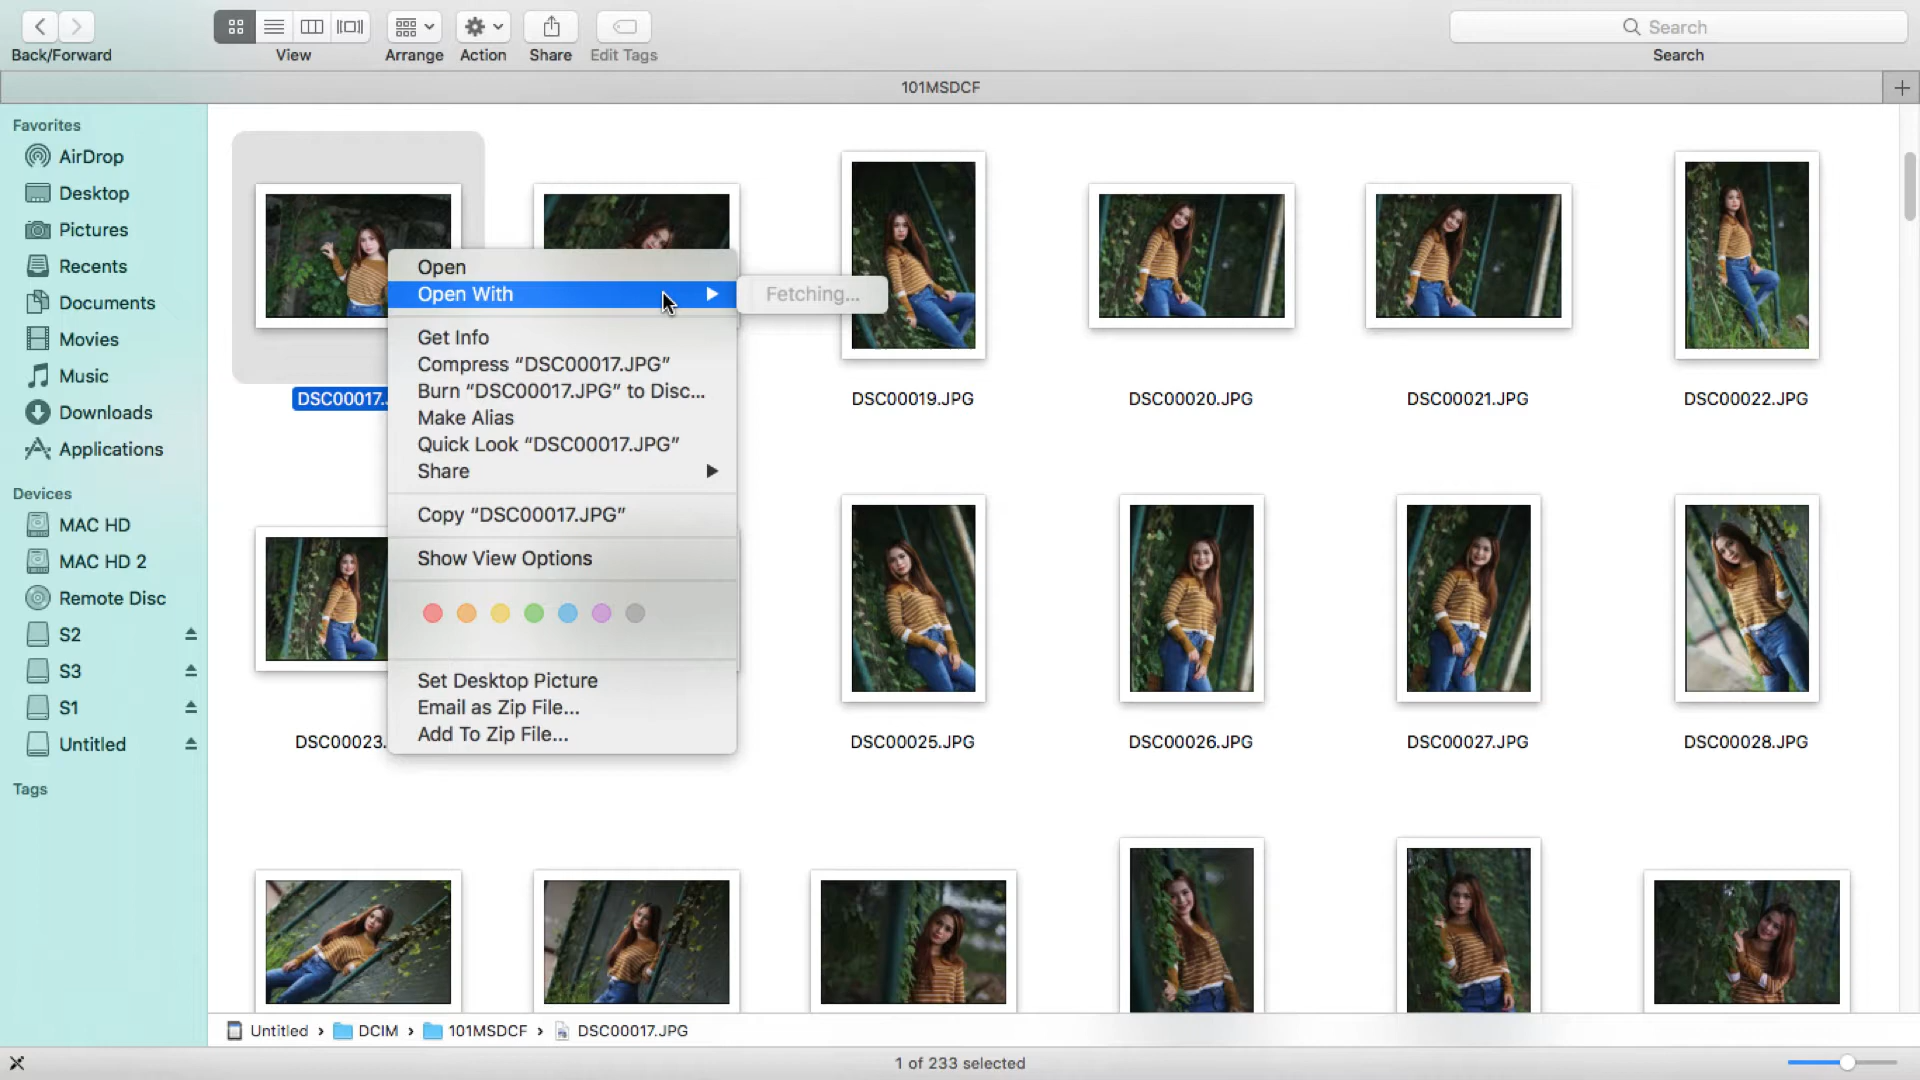 Back/Forward
View
Arrange
Action
Share
Edit Tags
Search
Search
101MSDCF
Favorites
AirDrop
Desktop
Pictures
Recents
Documents
Movies
Music
Downloads
Applications
Devices
MAC HD
MAC HD 2
Remote Disc
S2
S3
S1
Untitled
Tags
DSC00017.
DSC00019.JPG
DSC00020.JPG
DSC00021.JPG
DSC00022.JPG
Open
Open With
Fetching...
Get Info
Compress “DSC00017.JPG”
Burn “DSC00017.JPG” to Disc...
Make Alias
Quick Look “DSC00017.JPG”
Share
Copy “DSC00017.JPG”
Show View Options
Set Desktop Picture
Email as Zip File...
Add To Zip File...
DSC00023.
DSC00025.JPG
DSC00026.JPG
DSC00027.JPG
DSC00028.JPG
Untitled › DCIM › 101MSDCF › DSC00017.JPG
1 of 233 selected